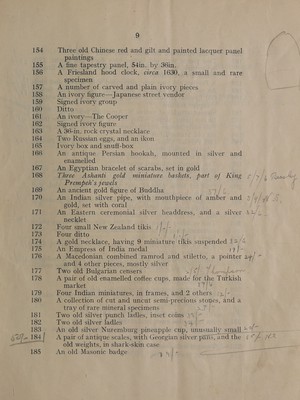 9
154 Three old Chinese red and gilt and painted lacquer panel
paintings
155 A fine tapestry panel, 54in. by 36in.
156 A Friesland hood clock, circa 1630, a small and rare
specimen
157 A number of carved and plain ivory pieces
158 An ivory figure—Japanese street vendor
159 Signed ivory group
160 Ditto
161 An ivory—The Cooper
162 Signed ivory figure
163 A 36-in. rock crystal necklace
164 Two Russian eggs, and an ikon
165 Ivory box and snuff-box
166 An antique Persian hookah, mounted in silver and
enamelled
167 An Egyptian bracelet of scarabs, set in gold
168 Three Ashanti gold miniature baskets, part of King
Prempeh's jewels
169 An ancient gold figure of Buddha
170 An Indian silver pipe, with menthpiece of amber and
gold, set with coral
171 An Eastern ceremonial silver headdress, and a silver
necklet
172 Four small New Zealand tikis
173 Four ditto
174 A gold necklace, having 9 miniature tikis suspended
175 An Empress of India medal
176 A Macedonian combined ramrod and stiletto, a pointer
and 4 other pieces, mostly silver
177 Two old Bulgarian censers
178 A pair of old enamelled coffee cups, made for the Turkish
market
179 Four Indian miniatures, in frames, and 2 others
180 A collection of cut and uncut semi-precious stones, and a
tray of rare mineral specimens
181 Two old silver punch ladles, inset coins
182 Two old silver ladles
183 An old silver Nuremburg pineapple cup, unusually small
184 A pair of antique scales, with Georgian silver pans, and the
old weights, in shark-skin case
185 An old Masonic badge